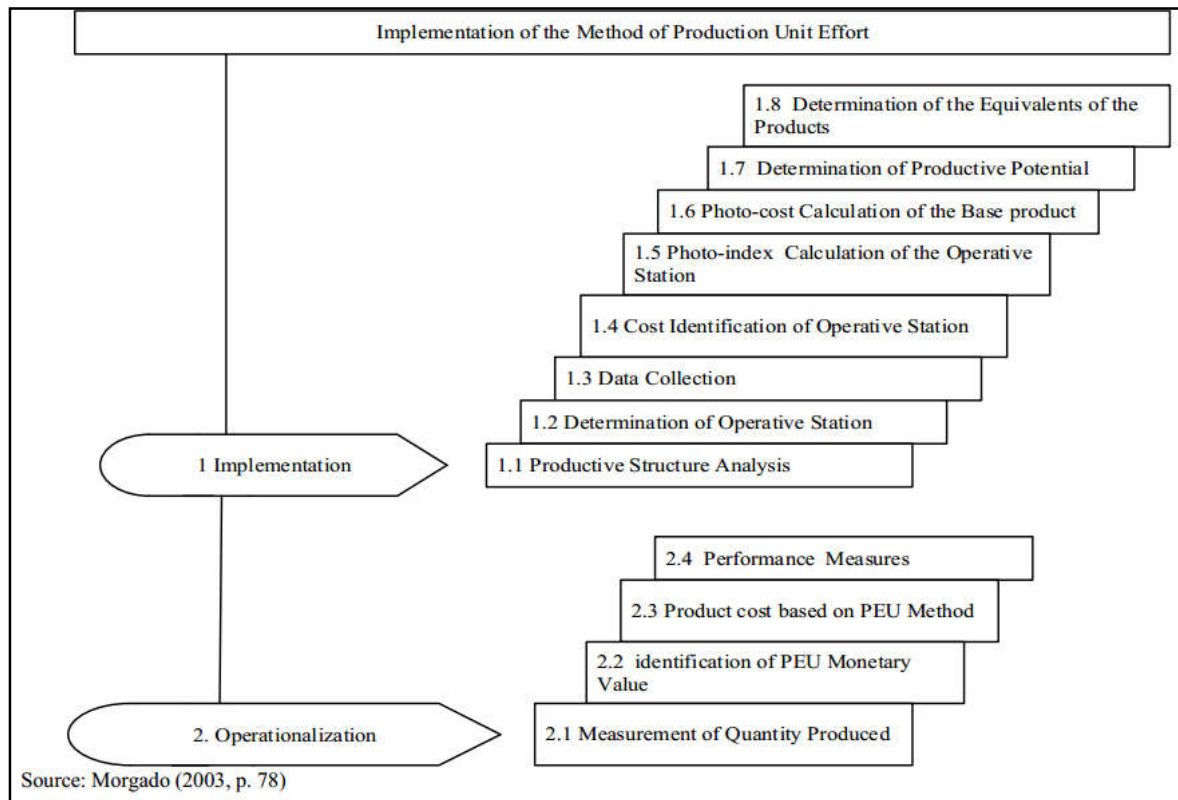 Implementation of the Method of Production Unit Effort
1.8 Determination of the Equivalents of the
Products
1.7 Determination of Productive Potential
1.6 Photo-cost Calculation of the Base product
1.5 Photo-index Calculation of the Operative
Station
1.4 Cost Identification of Operative Station
1.3 Data Collection
1.2 Determination of Operative Station
1 Implementation
1.1 Productive Structure Analysis
2.4 Performance Measures
2.3 Product cost based on PEU Method
2.2 identification of PEU Monetary
Value
2. Operationalization
2.1 Measurement of Quantity Produced
Source: Morgado (2003, p. 78)